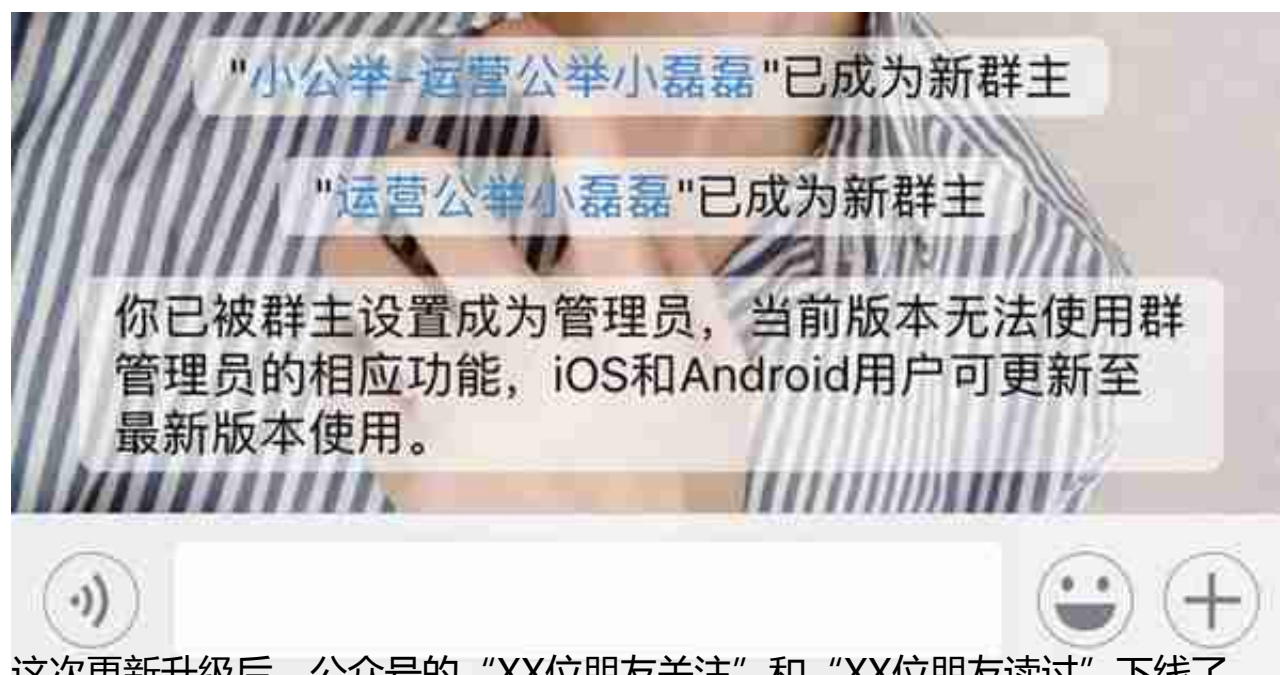 "小公举-运营公举小磊磊"已成为新群主
"运营公举小磊磊"已成为新群主
你已被群主设置成为管理员，当前版本无法使用群
管理员的相应功能，iOS和Android用户可更新至
最新版本使用。
这次更新升级后，公众号的“XX位朋友关注”和“XX位朋友读过”下线了